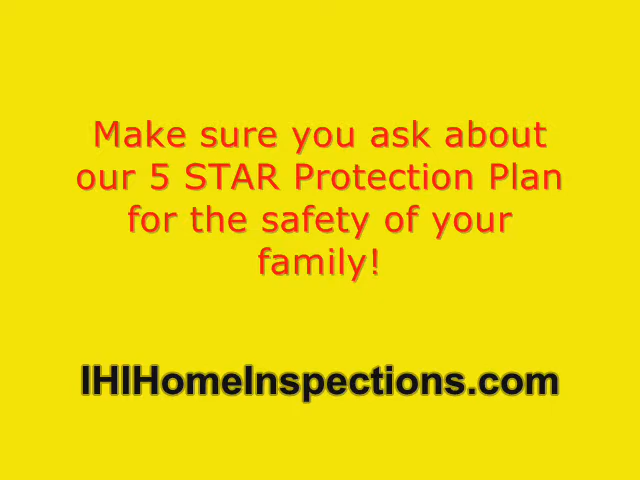 Make sure you ask about
our 5 STAR Protection Plan
for the safety of your
family!
IHIHomeInspections.com